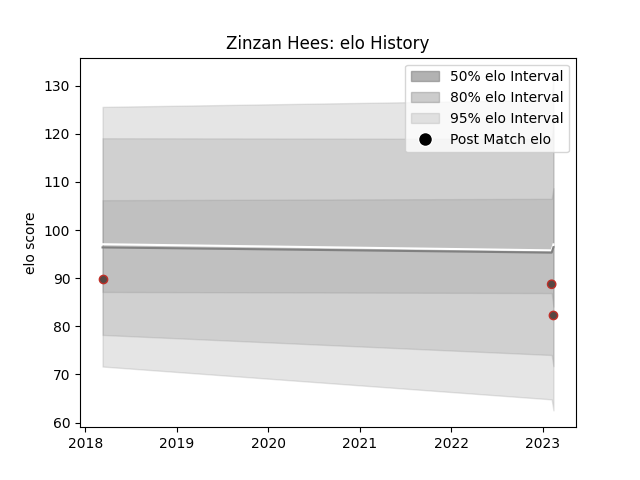 Zinzan Hees: elo History
50% elo Interval
80% elo Interval
95% elo Interval
Post Match elo
elo score
130
120
110
100
90
80
70
60
2018
2019
2020
2021
2022
2023